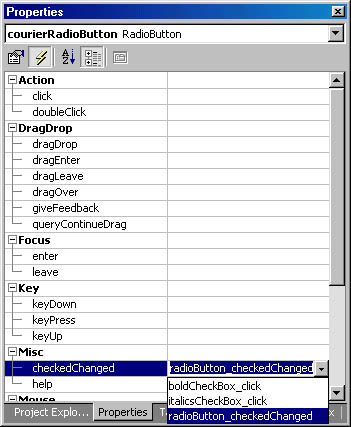 Properties
courierRadioButton RadioButton
Action
click
doubleClick
DragDrop
dragDrop
dragEnter
dragLeave
dragOver
giveFeedback
queryContinueDrag
Focus
enter
leave
Key
keyDown
keyPress
keyUp
Misc
checkedChanged radioButton_checkedChanged
help boldCheckBox_click
Mouse italicsCheckBox_click
Project Explo... Properties radioButton_checkedChanged